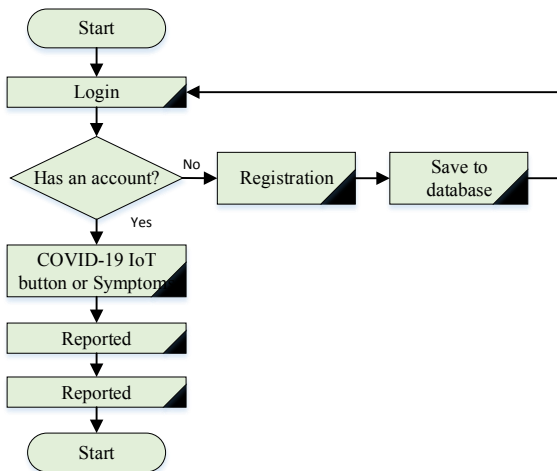 Start
Login
Has an account?
No
Registration
Save to
database
Yes
COVID-19 IoT
button or Symptom
Reported
Reported
Start